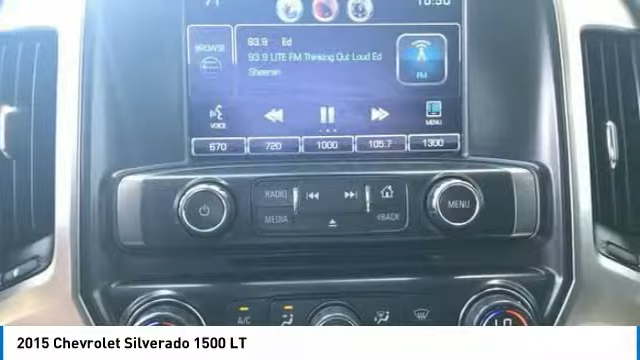 93.9 Ed
BROWSE
93.9 LITE FM Thinking Out Loud Ed
Sheeran
FM
VOICE
MENU
670 720 1000 105.7 1300
RADIO
MENU
MEDIA
BACK
A/C
LO
2015 Chevrolet Silverado 1500 LT